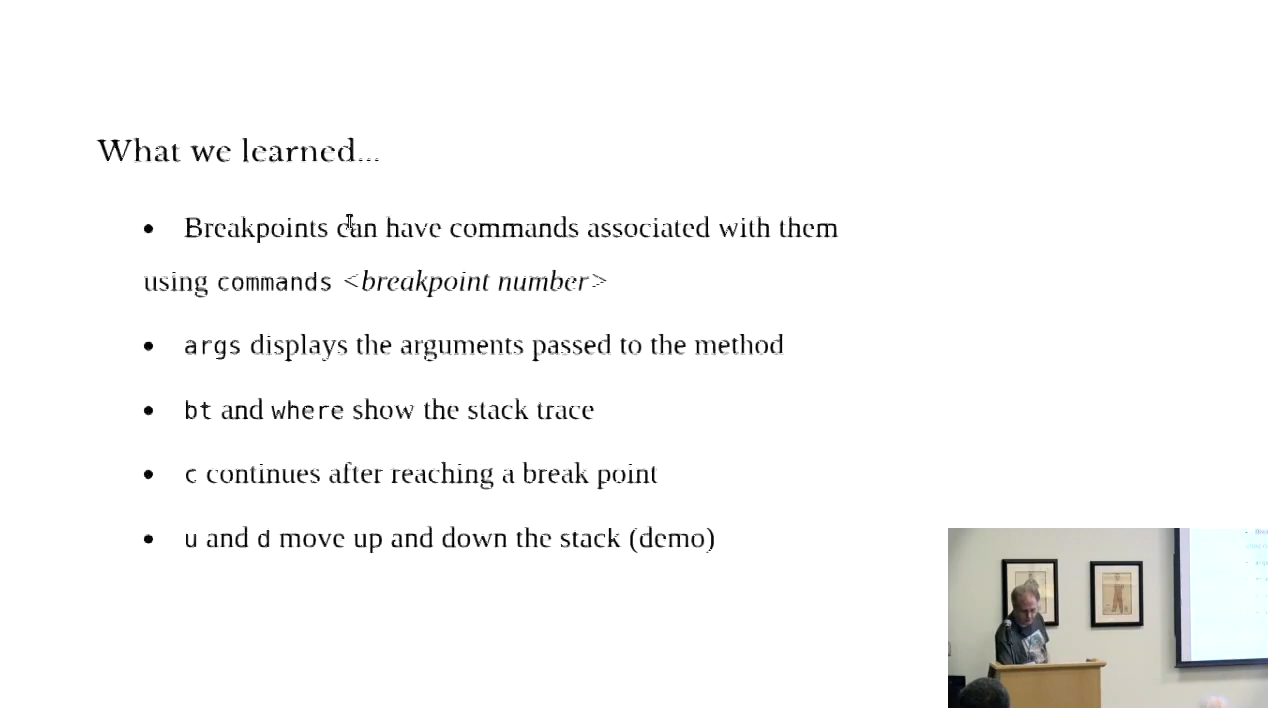 What we learned...
• Breakpoints can have commands associated with them
using commands <breakpoint number>
• args displays the arguments passed to the method
• bt and where show the stack trace
• c continues after reaching a break point
• u and d move up and down the stack (demo)